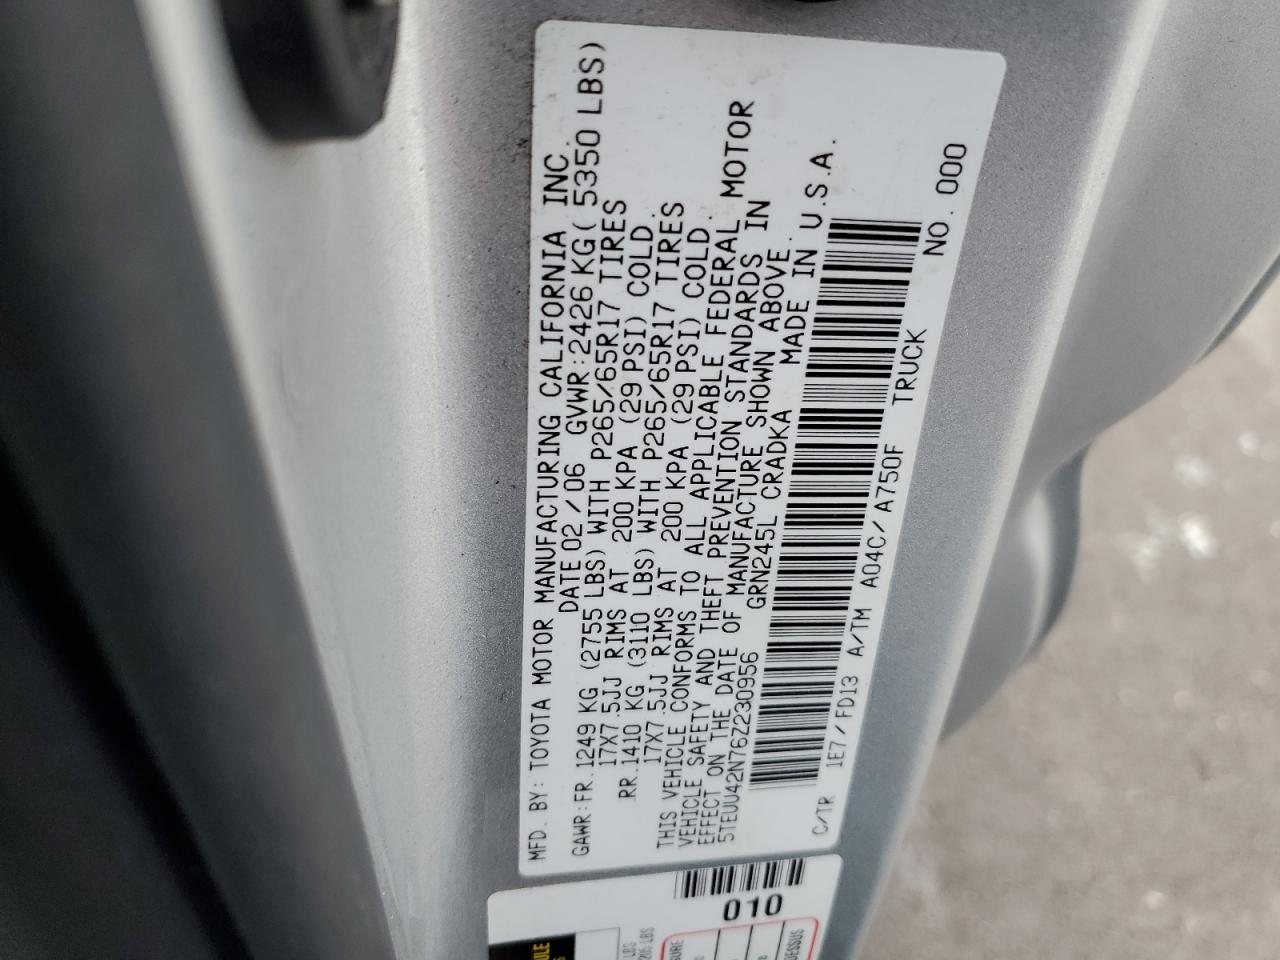 MFD. BY: TOYOTA MOTOR MANUFACTURING CALIFORNIA INC.
DATE 02 / 06 GVWR:2426 KG( 5350 LBS)
GAWR:FR.1249 KG (2755 LBS) WITH P265/65R17 TIRES
17X7.5JJ RIMS AT 200 KPA (29 PSI) COLD.
RR.1410 KG (3110 LBS) WITH P265/65R17 TIRES
17X7.5JJ RIMS AT 200 KPA (29 PSI) COLD.
THIS VEHICLE CONFORMS TO ALL APPLICABLE FEDERAL MOTOR
VEHICLE SAFETY AND THEFT PREVENTION STANDARDS IN
EFFECT ON THE DATE OF MANUFACTURE SHOWN ABOVE.
5TEUU42N76Z230956 GRN245L CRADKA MADE IN U.S.A.
C/TR 1E7/FD13 A/TM A04C/A750F TRUCK NO. 000
010